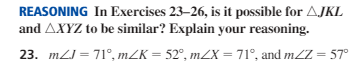 REASONING In Exercises 23–26, is it possible for △JKL
and △XYZ to be similar? Explain your reasoning.
23. m∠J = 71°, m∠K = 52°, m∠X = 71°, and m∠Z = 57°